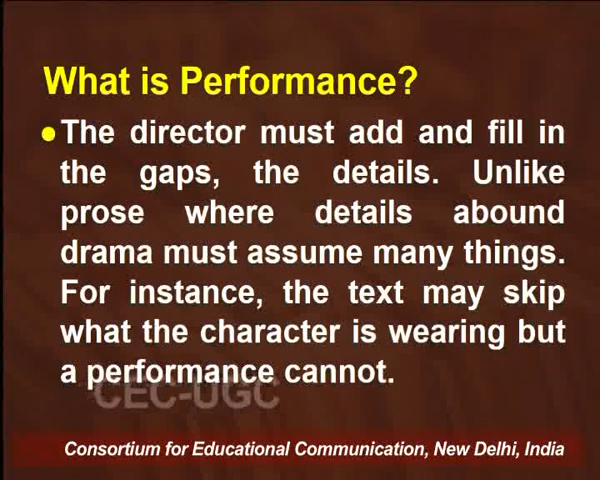 What is Performance?
The director must add and fill in
the gaps, the details. Unlike
prose where details abound
drama must assume many things.
For instance, the text may skip
what the character is wearing but
a performance cannot.
CEC-UGC
Consortium for Educational Communication, New Delhi, India